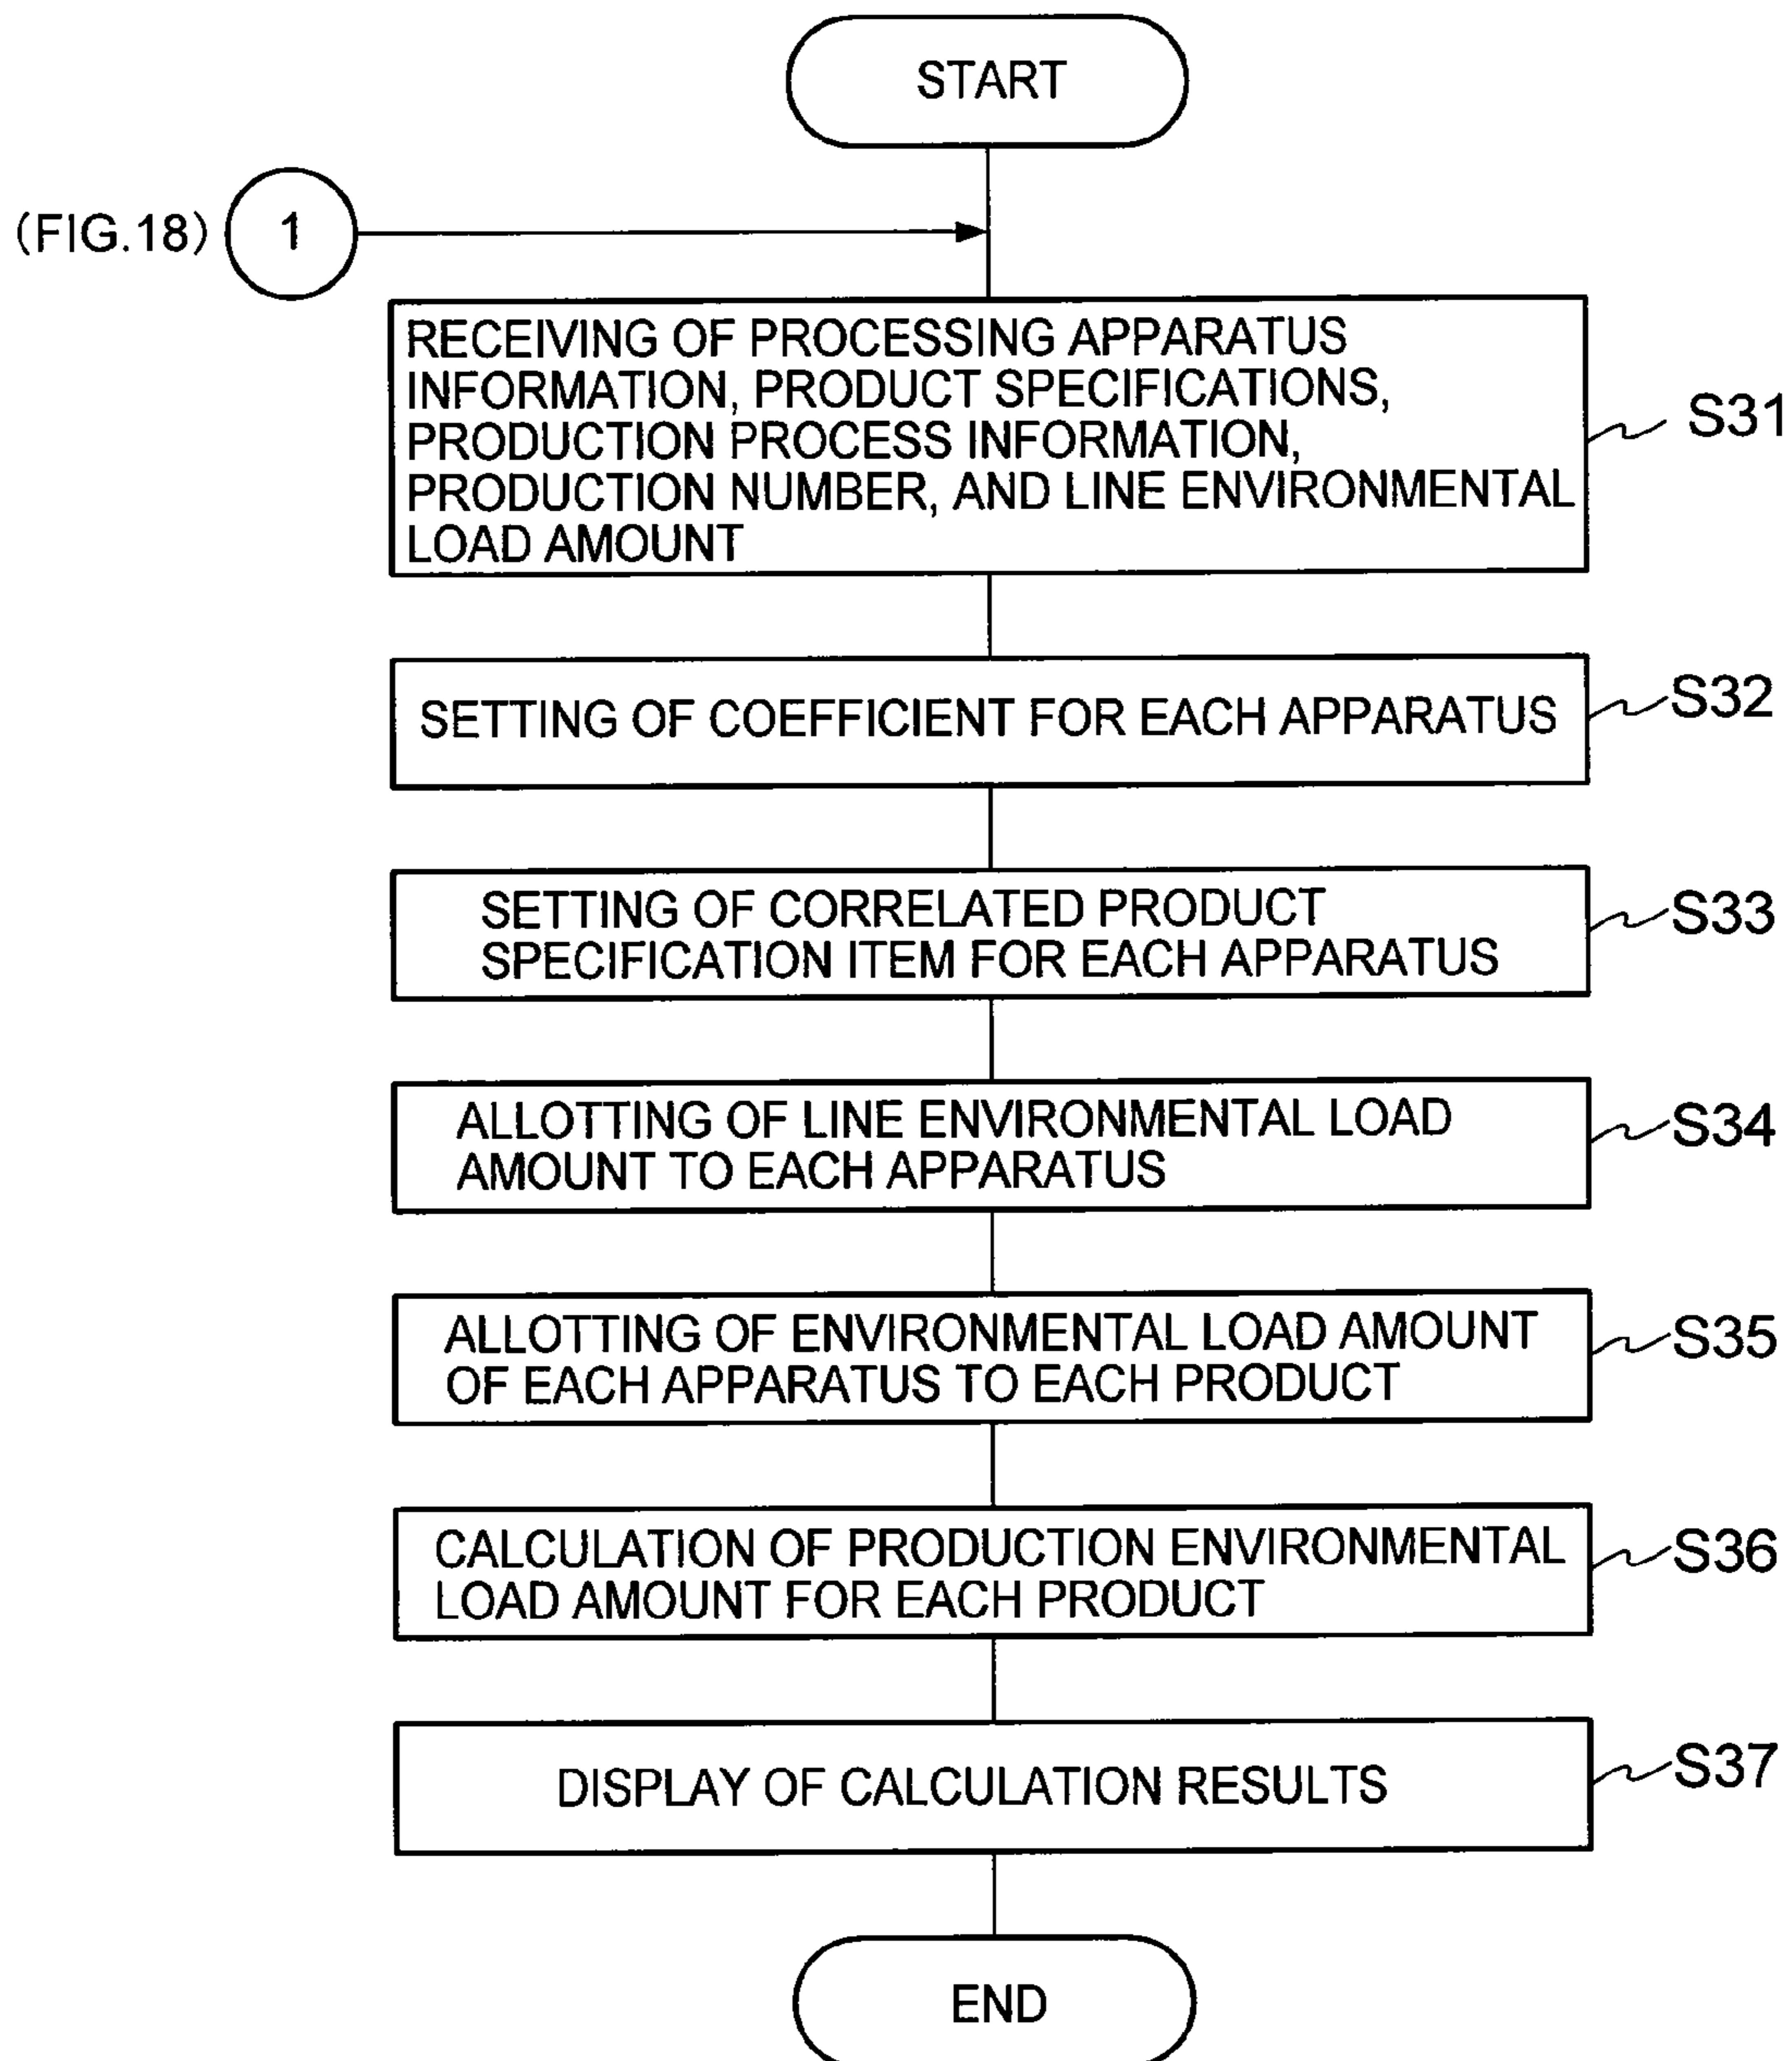 START
(FIG.18) 1
RECEIVING OF PROCESSING APPARATUS
INFORMATION, PRODUCT SPECIFICATIONS,
PRODUCTION PROCESS INFORMATION,
PRODUCTION NUMBER, AND LINE ENVIRONMENTAL
LOAD AMOUNT
S31
SETTING OF COEFFICIENT FOR EACH APPARATUS
S32
SETTING OF CORRELATED PRODUCT
SPECIFICATION ITEM FOR EACH APPARATUS
S33
ALLOTTING OF LINE ENVIRONMENTAL LOAD
AMOUNT TO EACH APPARATUS
S34
ALLOTTING OF ENVIRONMENTAL LOAD AMOUNT
OF EACH APPARATUS TO EACH PRODUCT
S35
CALCULATION OF PRODUCTION ENVIRONMENTAL
LOAD AMOUNT FOR EACH PRODUCT
S36
DISPLAY OF CALCULATION RESULTS
S37
END